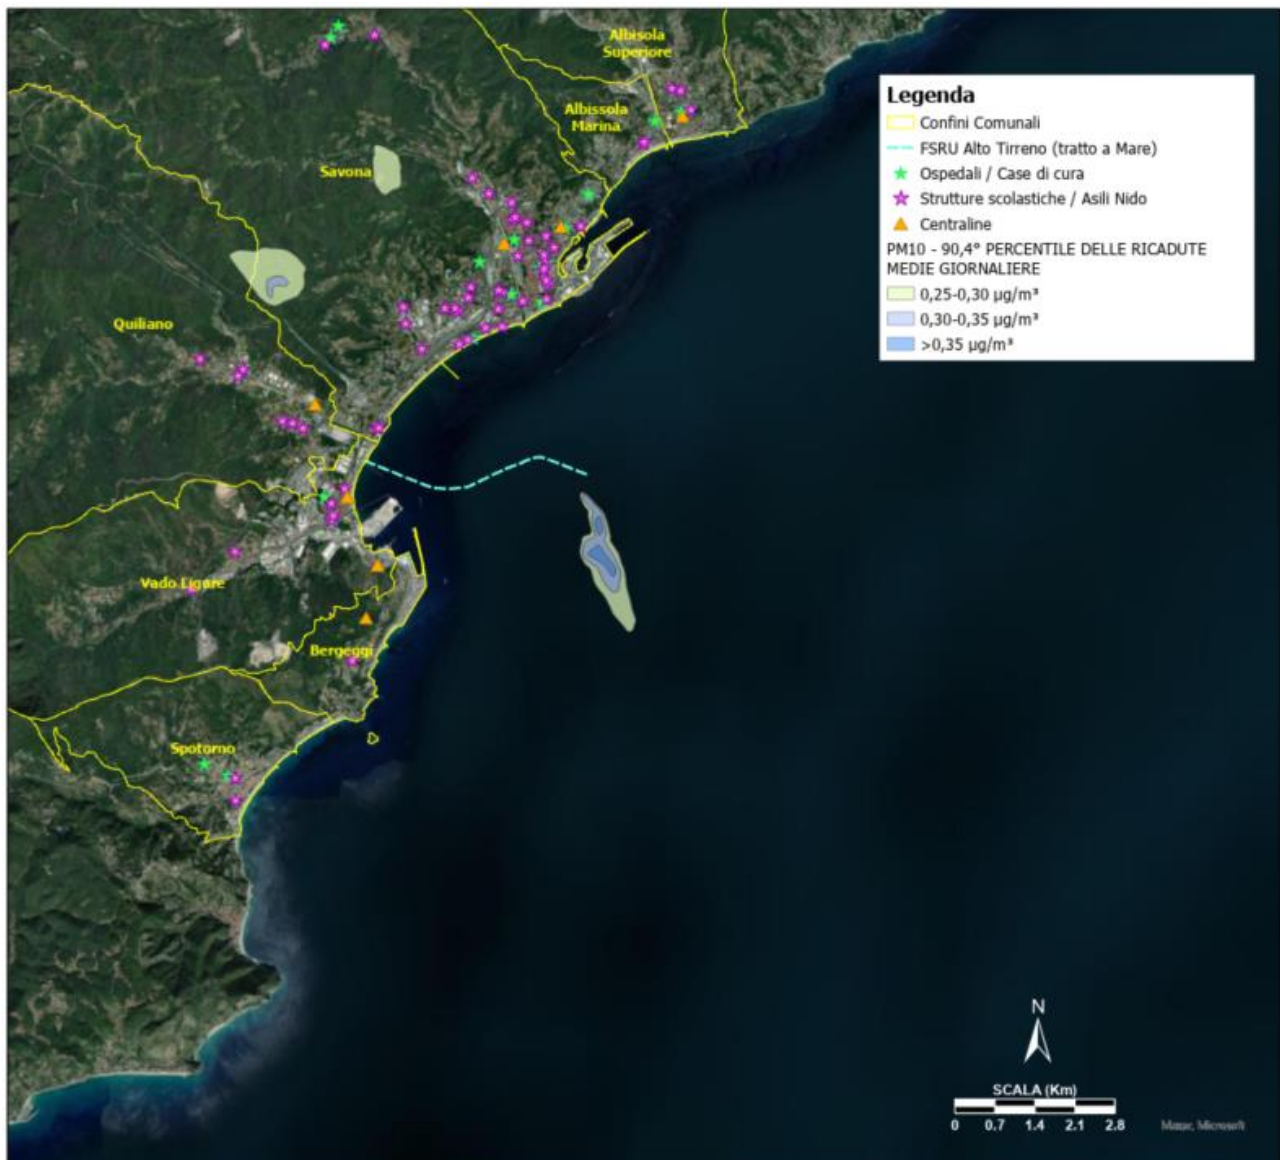 Albisola
Superiore
Albissola
Marina
Savona
Quiliano
Vado Ligure
Bergeggi
Spotorno
Legenda
Confini Comunali
FSRU Alto Tirreno (tratto a Mare)
Ospedali / Case di cura
Strutture scolastiche / Asili Nido
Centraline
PM10 - 90,4° PERCENTILE DELLE RICADUTE
MEDIE GIORNALIERE
0,25-0,30 µg/m³
0,30-0,35 µg/m³
>0,35 µg/m³
N
SCALA (Km)
0 0.7 1.4 2.1 2.8
Maxar, Microsoft